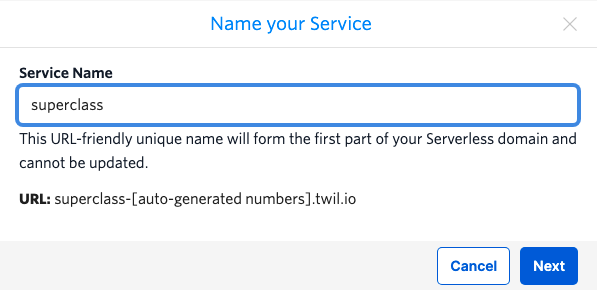 Name your Service
Service Name
superclass
This URL-friendly unique name will form the first part of your Serverless domain and
cannot be updated.
URL: superclass-[auto-generated numbers].twil.io
Cancel
Next